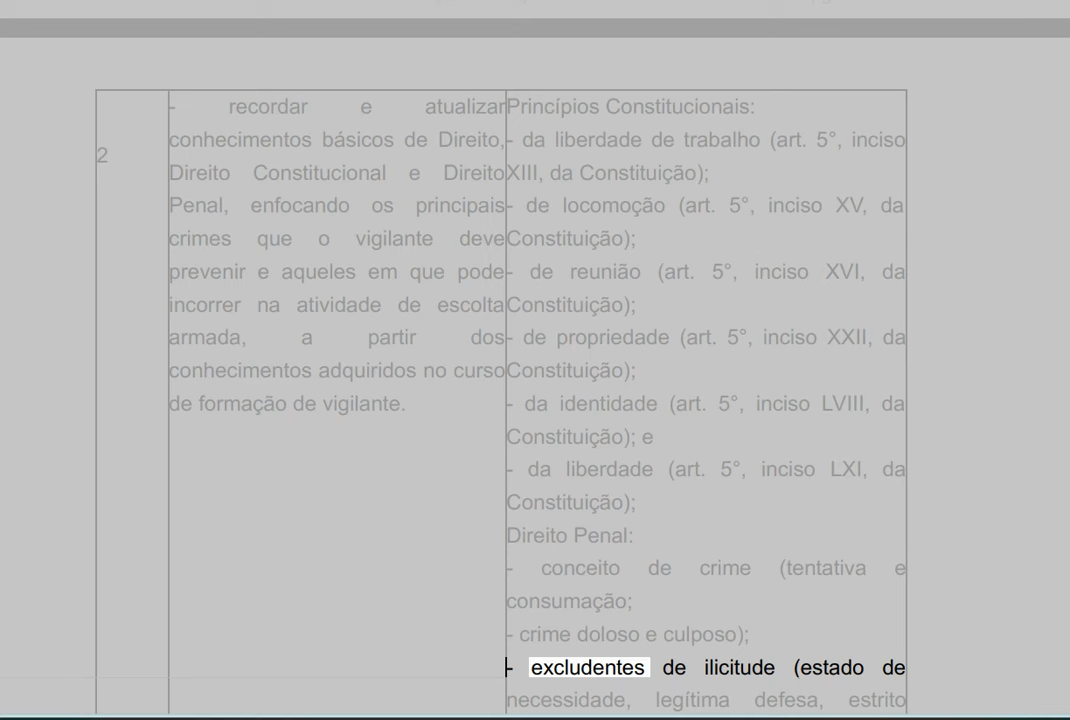 2
- recordar e atualizar
conhecimentos básicos de Direito,
Direito Constitucional e Direito
Penal, enfocando os principais
crimes que o vigilante deve
prevenir e aqueles em que pode
incorrer na atividade de escolta
armada, a partir dos
conhecimentos adquiridos no curso
de formação de vigilante.
Princípios Constitucionais:
- da liberdade de trabalho (art. 5°, inciso
XIII, da Constituição);
- de locomoção (art. 5°, inciso XV, da
Constituição);
- de reunião (art. 5°, inciso XVI, da
Constituição);
- de propriedade (art. 5°, inciso XXII, da
Constituição);
- da identidade (art. 5°, inciso LVIII, da
Constituição); e
- da liberdade (art. 5°, inciso LXI, da
Constituição);
Direito Penal:
- conceito de crime (tentativa e
consumação;
- crime doloso e culposo);
- excludentes de ilicitude (estado de
necessidade, legítima defesa, estrito